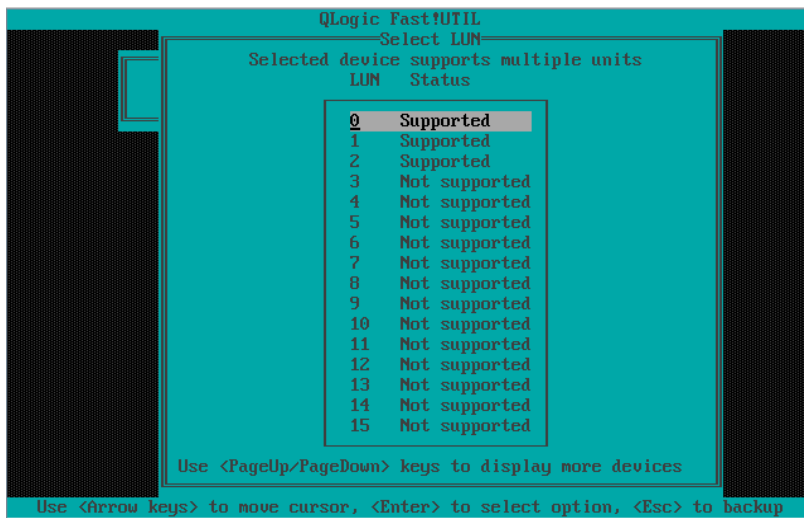 QLogic Fast!UTIL
Select LUN
Selected device supports multiple units
LUN Status
0 Supported
1 Supported
2 Supported
3 Not supported
4 Not supported
5 Not supported
6 Not supported
7 Not supported
8 Not supported
9 Not supported
10 Not supported
11 Not supported
12 Not supported
13 Not supported
14 Not supported
15 Not supported
Use <PageUp/PageDown> keys to display more devices
Use <Arrow keys> to move cursor, <Enter> to select option, <Esc> to backup